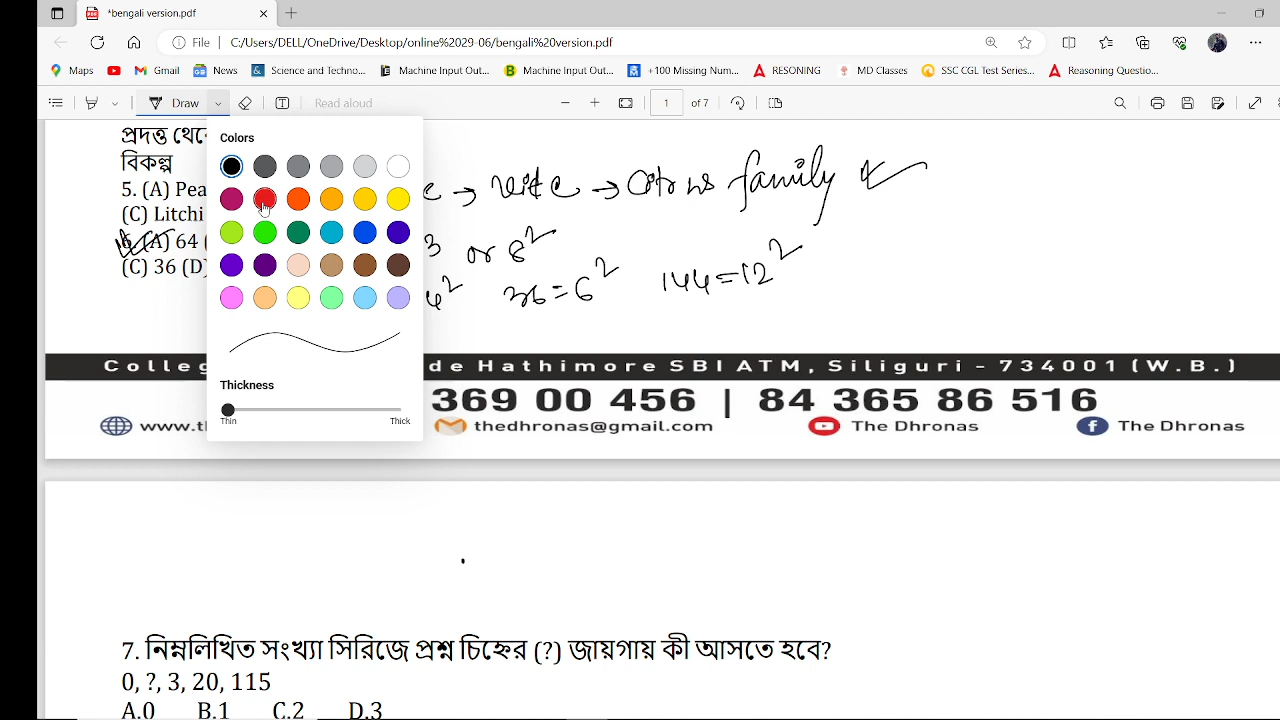 *bengali version.pdf
File | C:/Users/DELL/OneDrive/Desktop/online%2029-06/bengali%20version.pdf
Maps Gmail News Science and Techno... Machine Input Out... Machine Input Out... +100 Missing Num... RESONING MD Classes SSC CGL Test Series... Reasoning Questio...
Draw Read aloud 1 of 7
Colors
Thickness
Thin Thick
প্রদত্ত
বিকল্প
5. (A) Pea
(C) Litchi
c → vit c → Citrus family
6. (A) 64
3 or 8²
(C) 36 (D)
4² 36 = 6² 144 = 12²
Colle de Hathimore SBI ATM, Siliguri - 734001 (W.B.)
369 00 456 | 84 365 86 516
www.t thedhronas@gmail.com The Dhronas The Dhronas
7. নিম্নলিখিত সংখ্যা সিরিজে প্রশ্ন চিহ্নের (?) জায়গায় কী আসতে হবে?
0, ?, 3, 20, 115
A.0 B.1 C.2 D.3